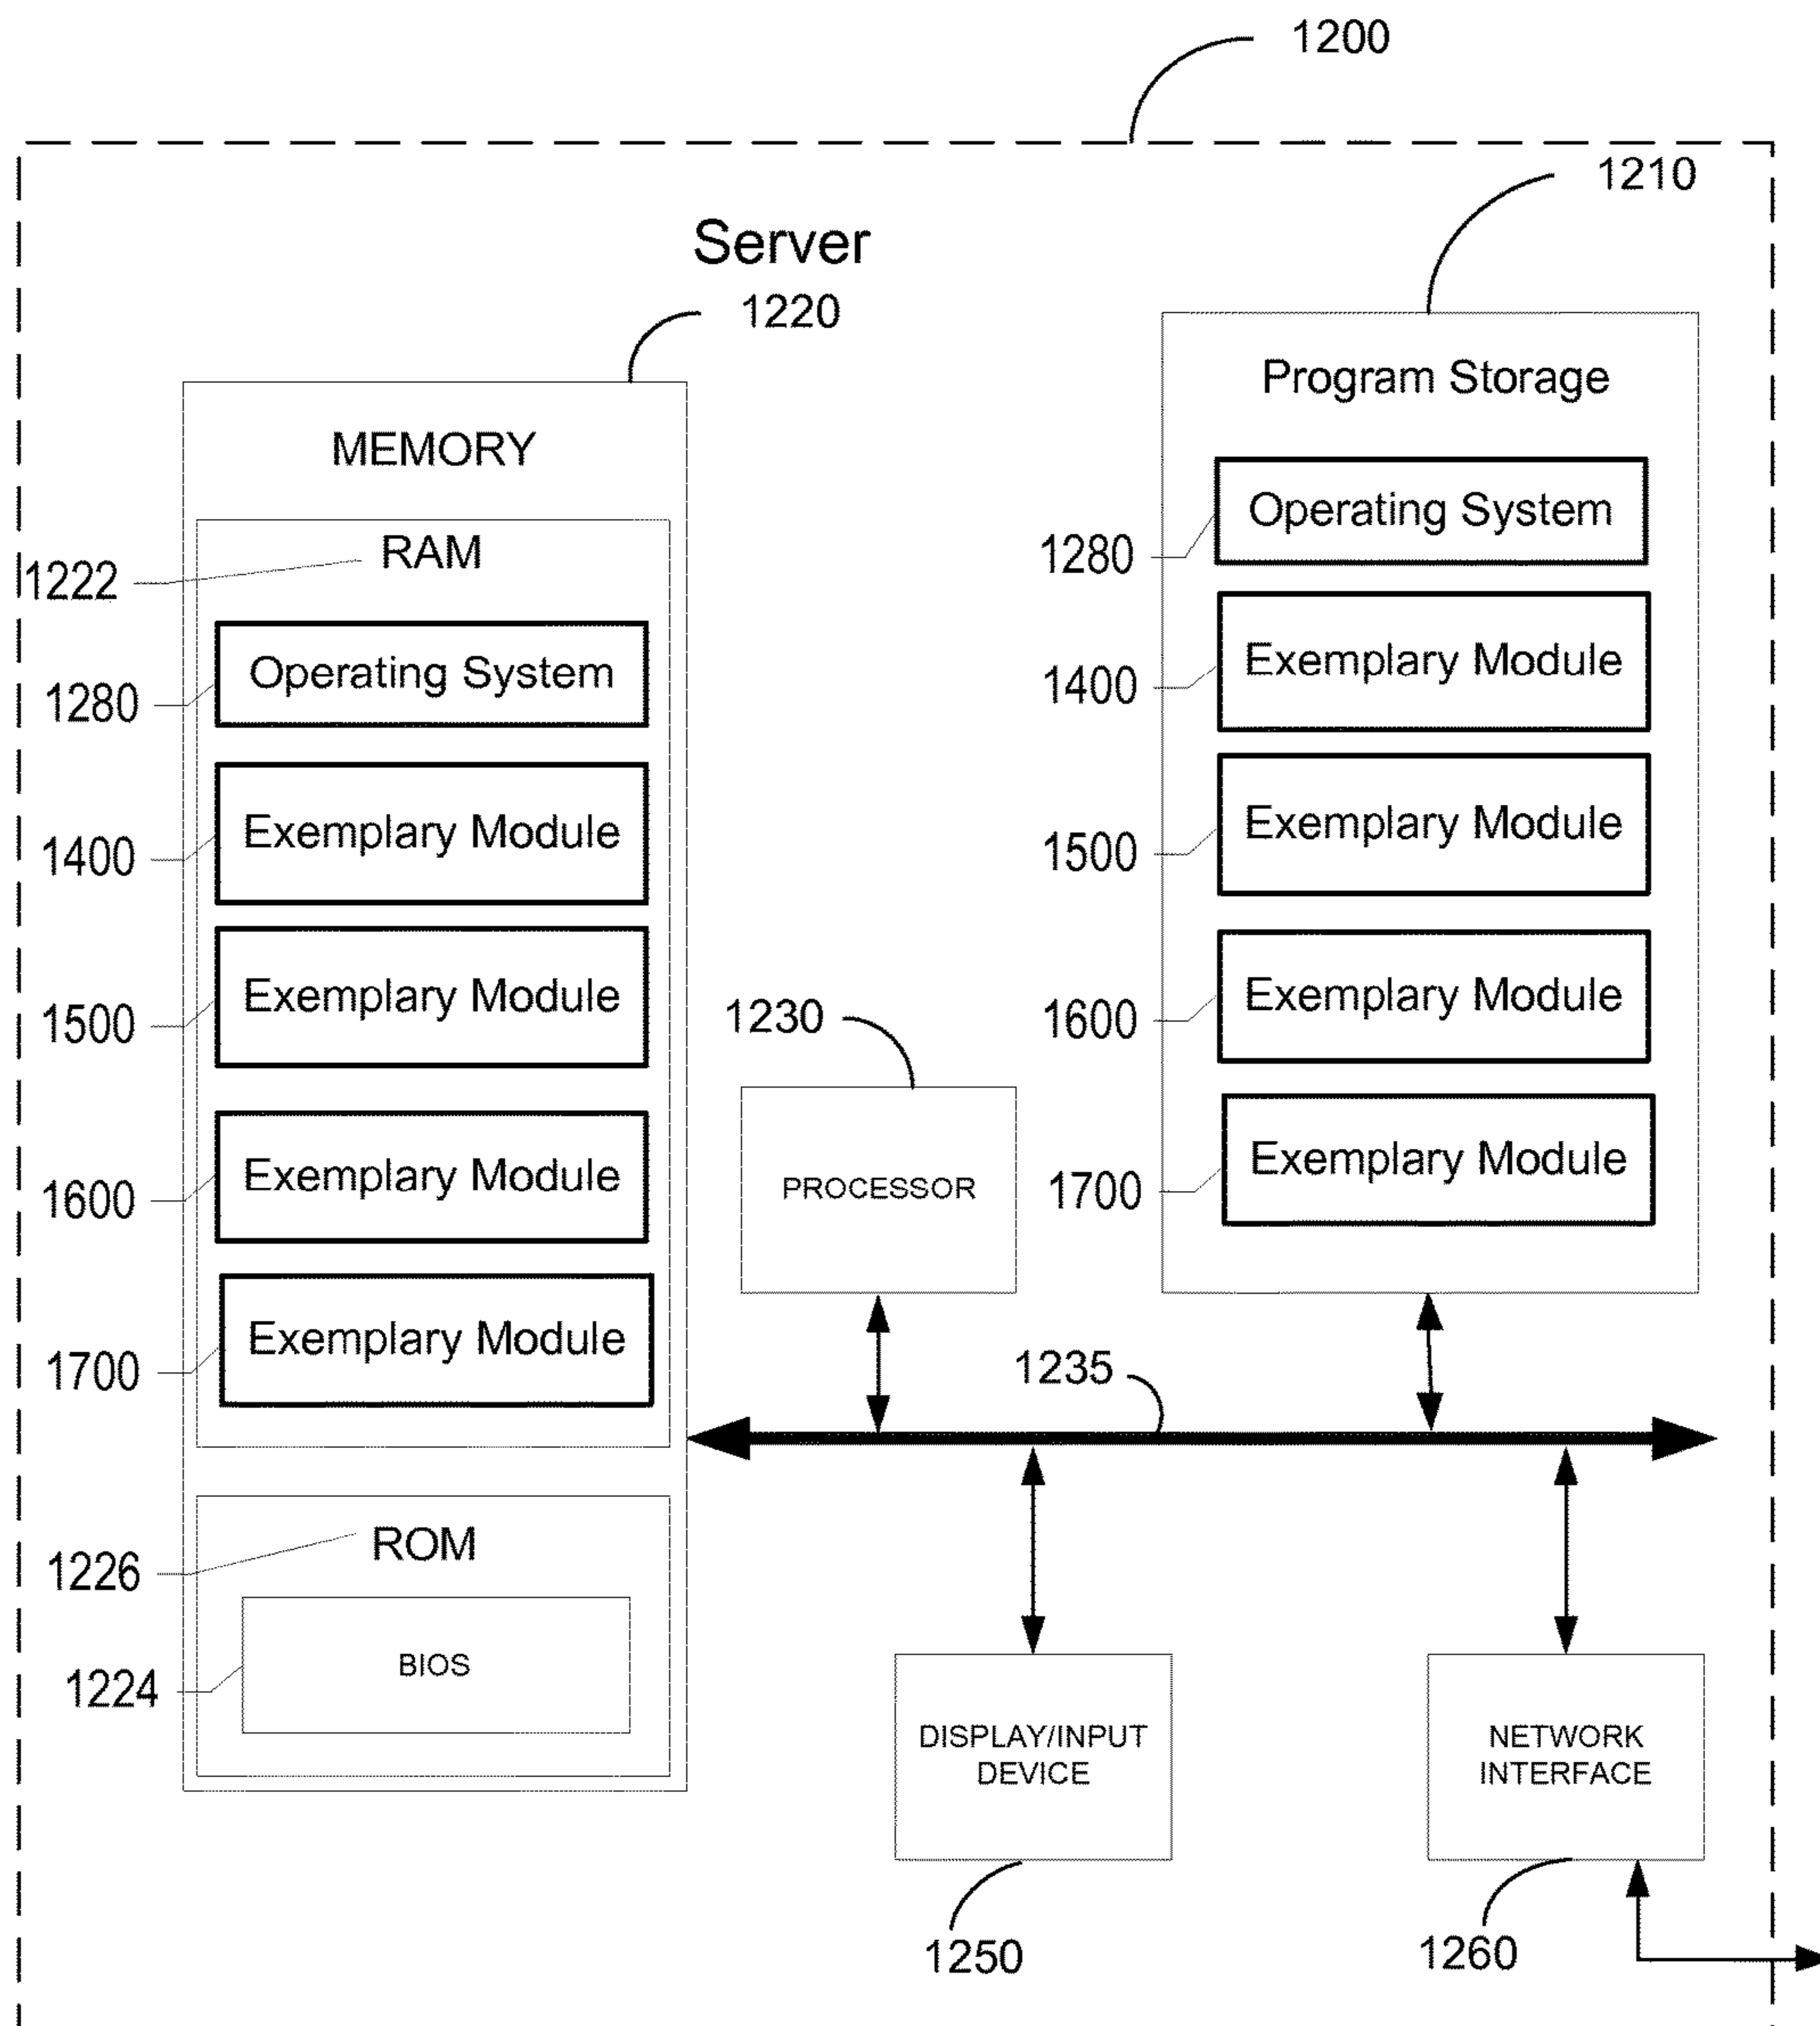 1200
1210
Server
1220
Program Storage
MEMORY
Operating System
1280
RAM
1222
Exemplary Module
1400
Operating System
1280
Exemplary Module
1500
Exemplary Module
1400
Exemplary Module
1600
Exemplary Module
1500
1230
Exemplary Module
1700
Exemplary Module
1600
PROCESSOR
Exemplary Module
1700
1235
ROM
1226
BIOS
1224
DISPLAY/INPUT
DEVICE
NETWORK
INTERFACE
1250
1260